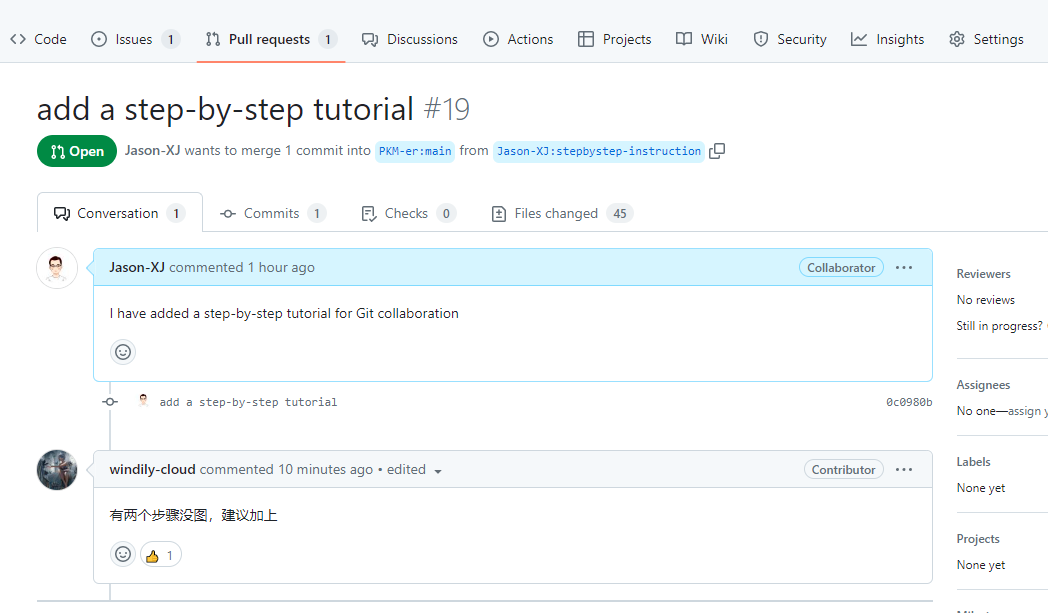 Code Issues 1 Pull requests 1 Discussions Actions Projects Wiki Security Insights Settings
add a step-by-step tutorial #19
Open Jason-XJ wants to merge 1 commit into PKM-er:main from Jason-XJ:stepbystep-instruction
Conversation 1 Commits 1 Checks 0 Files changed 45
Jason-XJ commented 1 hour ago Collaborator
I have added a step-by-step tutorial for Git collaboration
add a step-by-step tutorial 0c0980b
windily-cloud commented 10 minutes ago • edited Contributor
有两个步骤没图，建议加上
👍 1
Reviewers
No reviews
Still in progress?
Assignees
No one—assign
Labels
None yet
Projects
None yet